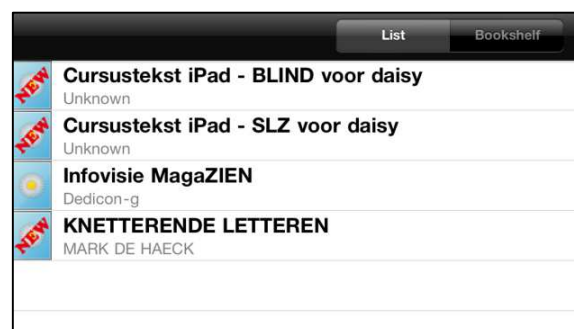 List Bookshelf
NEW
Cursustekst iPad - BLIND voor daisy
Unknown
NEW
Cursustekst iPad - SLZ voor daisy
Unknown
Infovisie MagaZIEN
Dedicon-g
NEW
KNETTERENDE LETTEREN
MARK DE HAECK